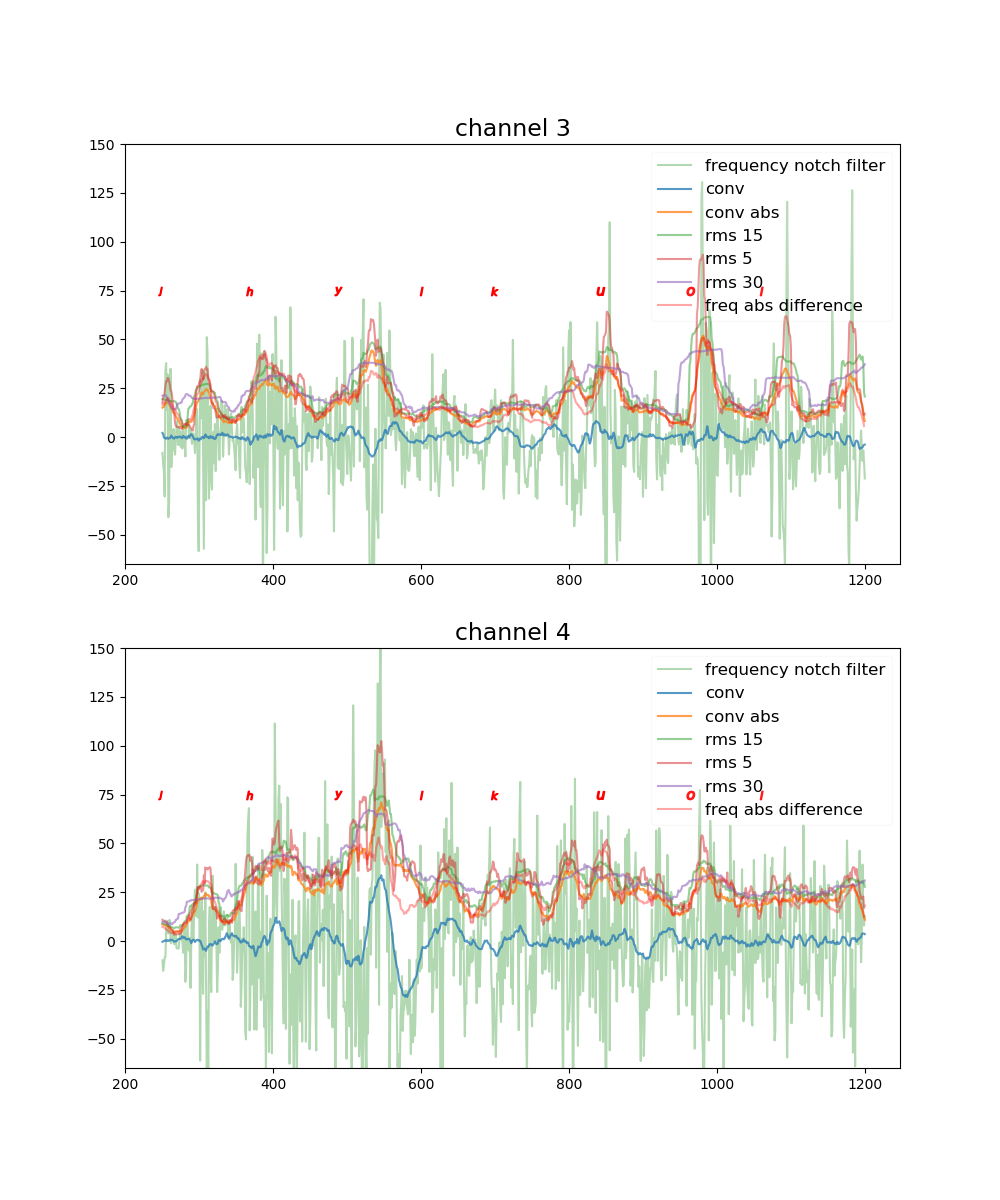 channel 3
150
125
100
75
50
25
0
−25
−50
frequency notch filter
conv
conv abs
rms 15
rms 5
rms 30
freq abs difference
J h y l k u o l
200 400 600 800 1000 1200
channel 4
150
125
100
75
50
25
0
−25
−50
frequency notch filter
conv
conv abs
rms 15
rms 5
rms 30
freq abs difference
J h y l k u o l
200 400 600 800 1000 1200